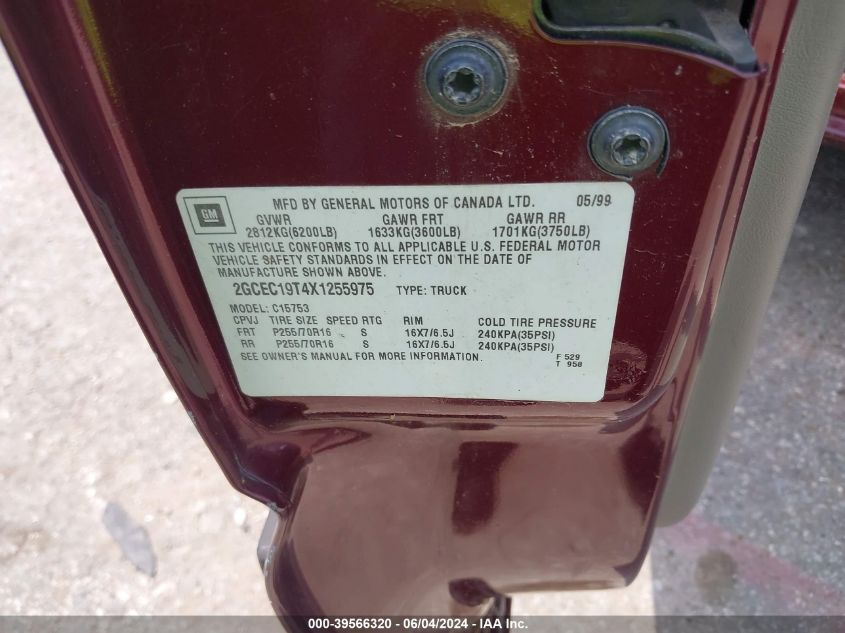 GM
MFD BY GENERAL MOTORS OF CANADA LTD. 05/99
GVWR GAWR FRT GAWR RR
2812KG(6200LB) 1633KG(3600LB) 1701KG(3750LB)
THIS VEHICLE CONFORMS TO ALL APPLICABLE U.S. FEDERAL MOTOR
VEHICLE SAFETY STANDARDS IN EFFECT ON THE DATE OF
MANUFACTURE SHOWN ABOVE.
2GCEC19T4X1255975 TYPE: TRUCK
MODEL: C15753
CPVJ TIRE SIZE SPEED RTG RIM COLD TIRE PRESSURE
FRT P255/70R16 S 16X7/6.5J 240KPA(35PSI)
RR P255/70R16 S 16X7/6.5J 240KPA(35PSI)
SEE OWNER'S MANUAL FOR MORE INFORMATION. F 529
T 958
000-39566320 | 06/04/2024 - IAA Inc.